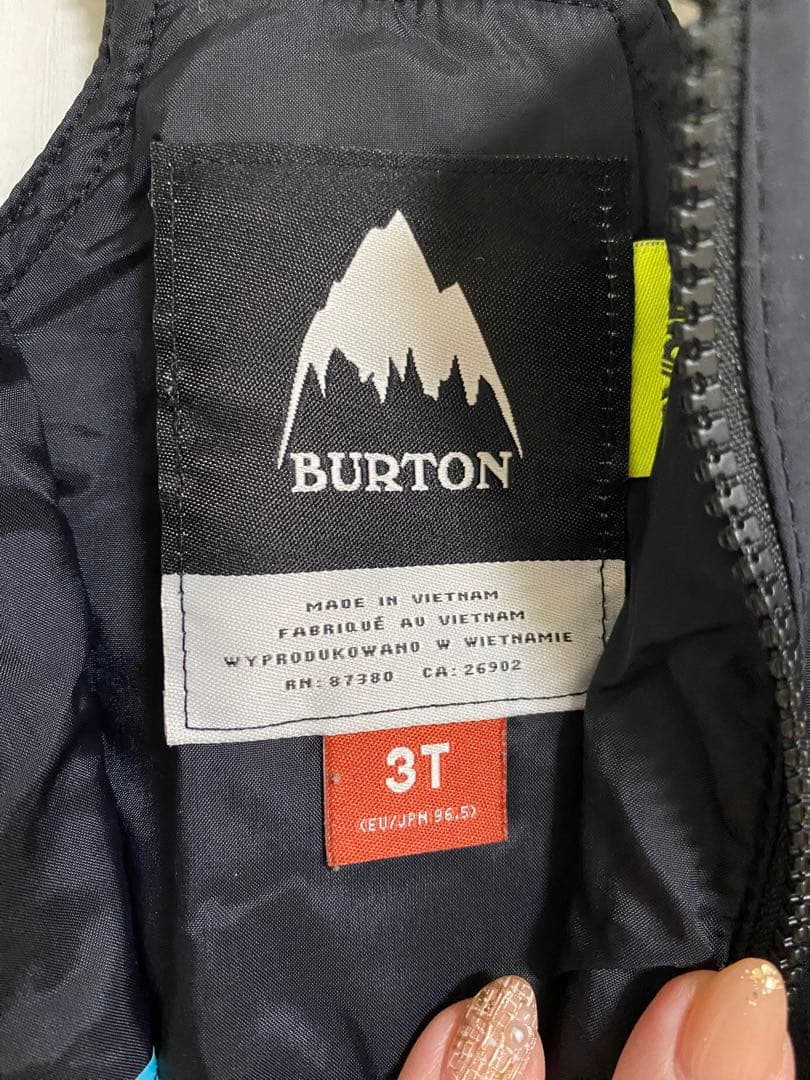 BURTON
MADE IN VIETNAM
FABRIQUÉ AU VIETNAM
WYPRODUKOWANO W WIETNAMIE
RN: 87380 CA: 26902
3T
(EU/JPN 96.5)